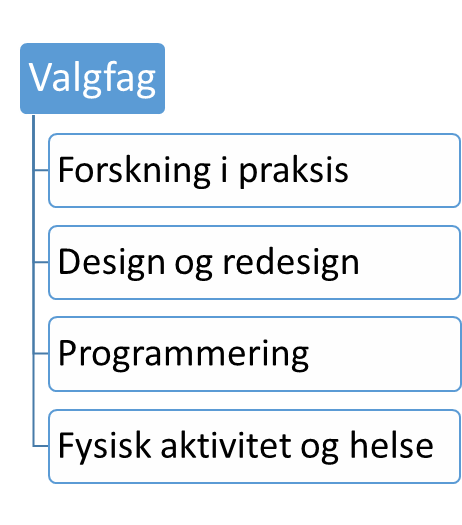 Valgfag
Forskning i praksis
Design og redesign
Programmering
Fysisk aktivitet og helse